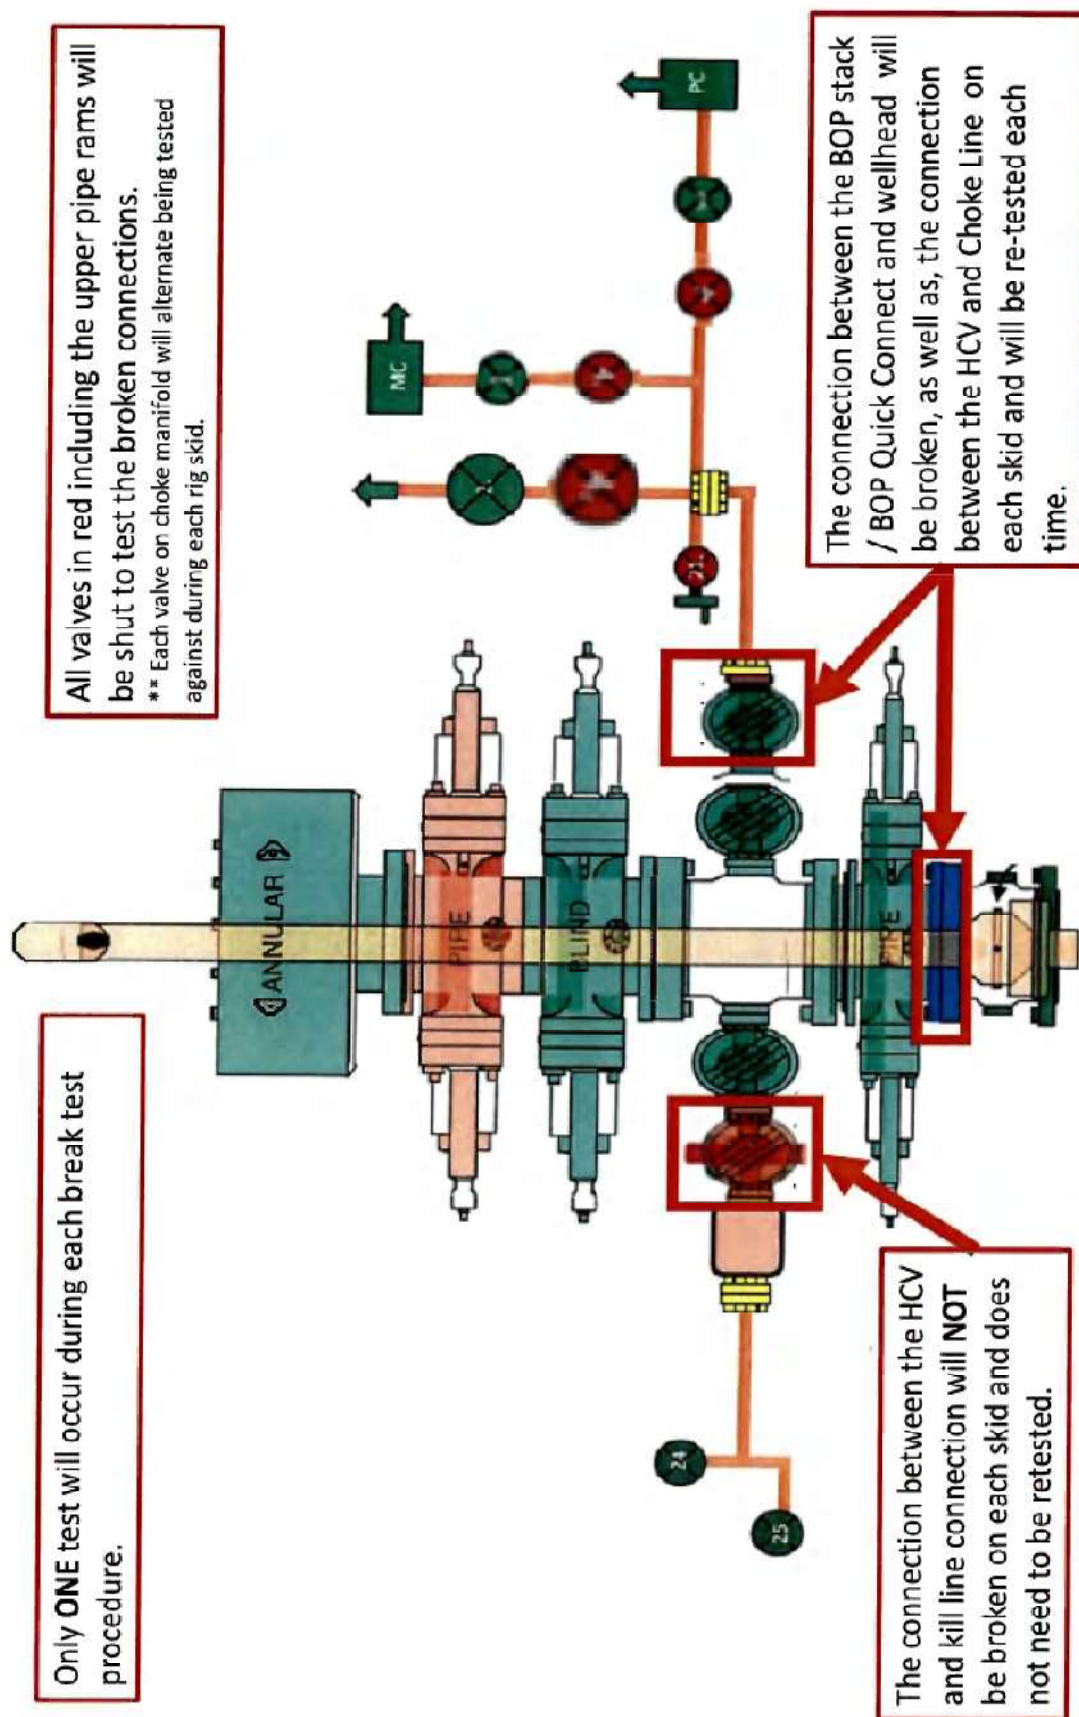 Only ONE test will occur during each break test
procedure.
All valves in red including the upper pipe rams will
be shut to test the broken connections.
** Each valve on choke manifold will alternate being tested
against during each rig skid.
ANNULAR
PIPE
BLIND
PIPE
MC
PC
24
25
The connection between the HCV
and kill line connection will NOT
be broken on each skid and does
not need to be retested.
The connection between the BOP stack
/ BOP Quick Connect and wellhead will
be broken, as well as, the connection
between the HCV and Choke Line on
each skid and will be re-tested each
time.